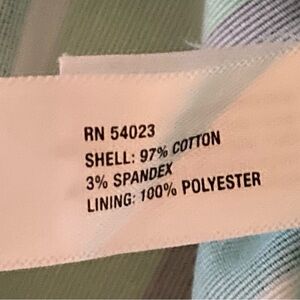 RN 54023
SHELL: 97% COTTON
3% SPANDEX
LINING: 100% POLYESTER